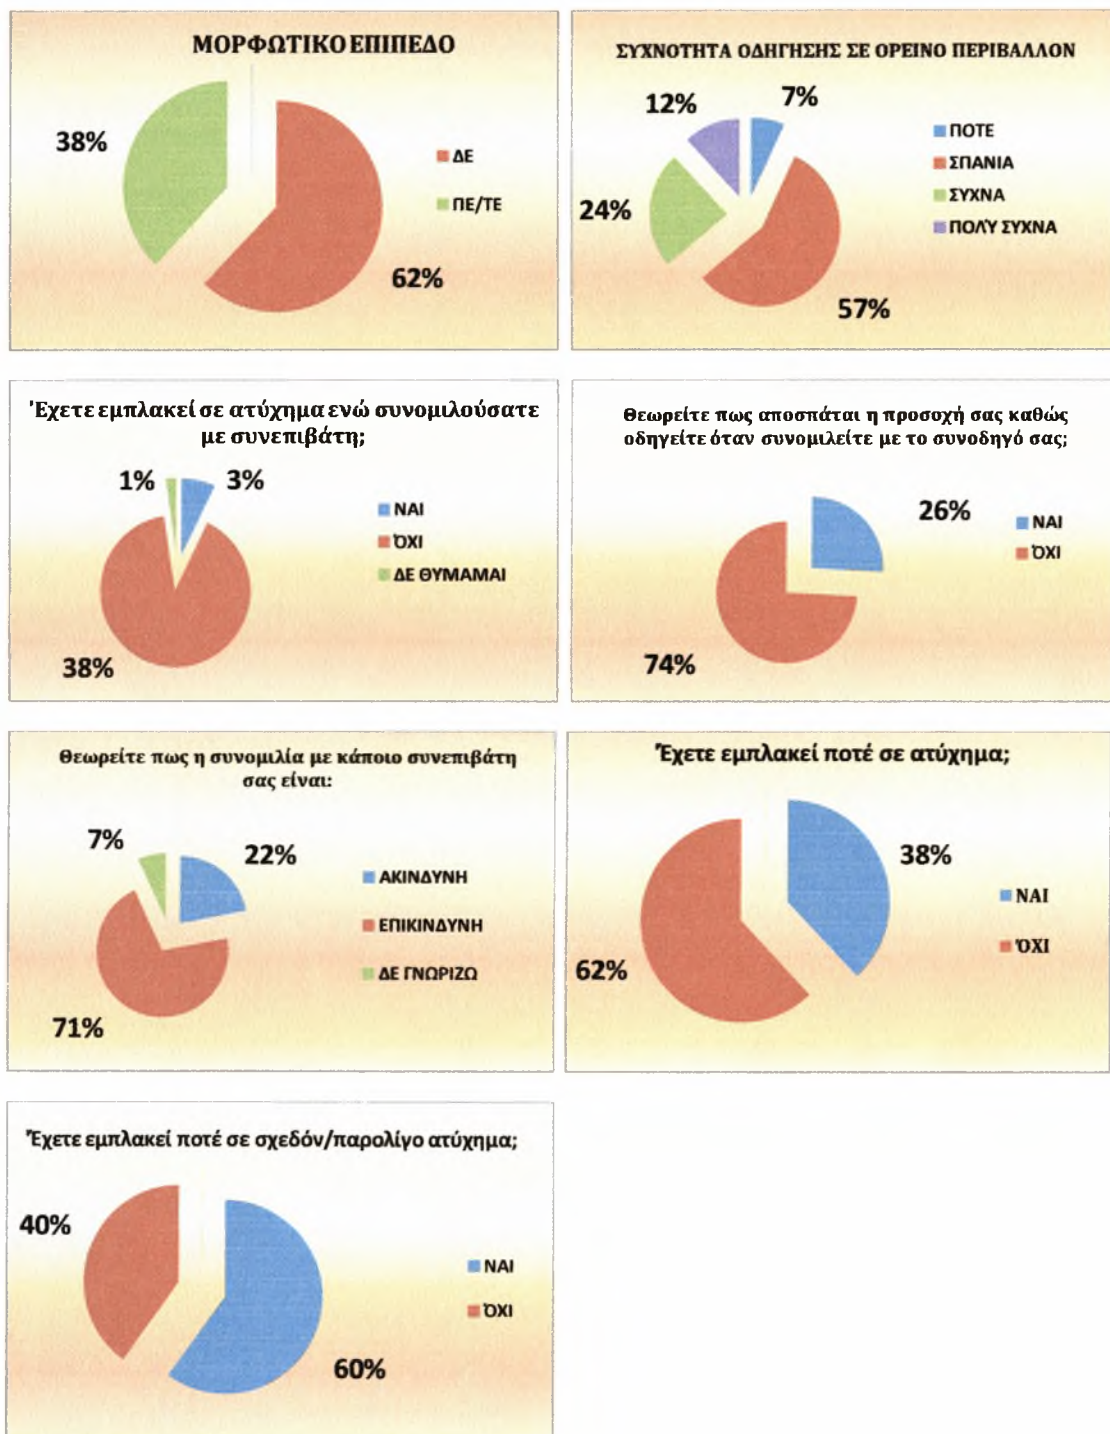 ΜΟΡΦΩΤΙΚΟ ΕΠΙΠΕΔΟ
38%
62%
ΔΕ
ΠΕ/ΤΕ
ΣΥΧΝΟΤΗΤΑ ΟΔΗΓΗΣΗΣ ΣΕ ΟΡΕΙΝΟ ΠΕΡΙΒΑΛΛΟΝ
12%
7%
24%
57%
ΠΟΤΕ
ΣΠΑΝΙΑ
ΣΥΧΝΑ
ΠΟΛΎ ΣΥΧΝΑ
Έχετε εμπλακεί σε ατύχημα ενώ συνομιλούσατε
με συνεπιβάτη;
1%
3%
38%
ΝΑΙ
ΌΧΙ
ΔΕ ΘΥΜΑΜΑΙ
Θεωρείτε πως αποσπάται η προσοχή σας καθώς
οδηγείτε όταν συνομιλείτε με το συνοδηγό σας;
26%
74%
ΝΑΙ
ΌΧΙ
Θεωρείτε πως η συνομιλία με κάποιο συνεπιβάτη
σας είναι:
7%
22%
71%
ΑΚΙΝΔΥΝΗ
ΕΠΙΚΙΝΔΥΝΗ
ΔΕ ΓΝΩΡΙΖΩ
Έχετε εμπλακεί ποτέ σε ατύχημα;
38%
62%
ΝΑΙ
ΌΧΙ
Έχετε εμπλακεί ποτέ σε σχεδόν/παρολίγο ατύχημα;
40%
60%
ΝΑΙ
ΌΧΙ